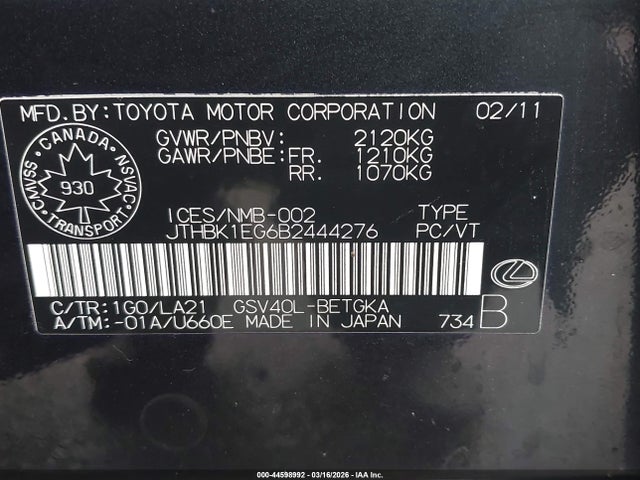 MFD.BY:TOYOTA MOTOR CORPORATION 02/11
GVWR/PNBV: 2120KG
GAWR/PNBE:FR. 1210KG
RR. 1070KG
CANADA
CMVSS NSVAC
930
TRANSPORT
ICES/NMB-002 TYPE
JTHBK1EG6B2444276 PC/VT
C/TR:1G0/LA21 GSV40L-BETGKA
A/TM:-01A/U660E MADE IN JAPAN 734 B
000-44598992 — 03/16/2026 — IAA Inc.